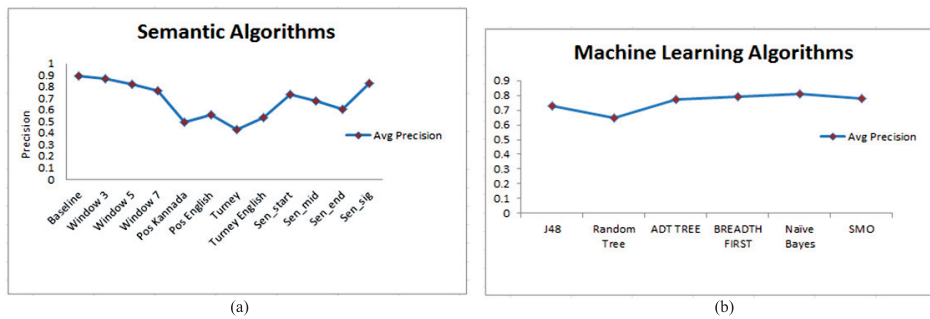 Semantic Algorithms
Precision
1
0.9
0.8
0.7
0.6
0.5
0.4
0.3
0.2
0.1
0
Baseline
Window 3
Window 5
Window 7
Pos Kannada
Pos English
Turney
Turney English
Sen_start
Sen_mid
Sen_end
Sen_sig
Avg Precision
(a)
Machine Learning Algorithms
0.9
0.8
0.7
0.6
0.5
0.4
0.3
0.2
0.1
0
J48
Random
Tree
ADT TREE
BREADTH
FIRST
Naïve
Bayes
SMO
Avg Precision
(b)